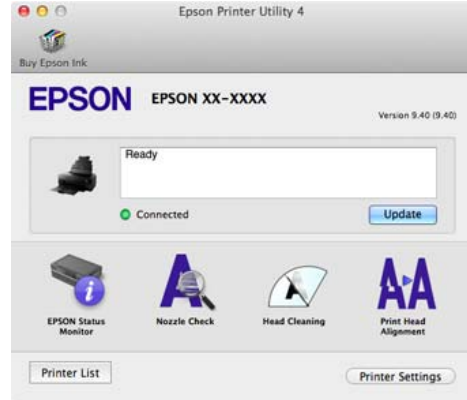 Epson Printer Utility 4
Buy Epson Ink
EPSON EPSON XX-XXXX
Version 9.40 (9.40)
Ready
Connected
Update
EPSON Status
Monitor
Nozzle Check
Head Cleaning
Print Head
Alignment
Printer List
Printer Settings